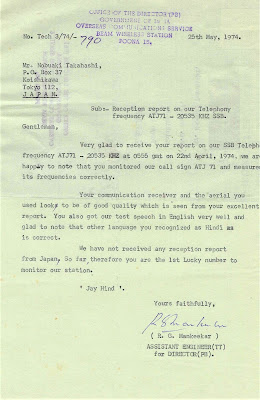 OFFICE OF THE DIRECTOR(PB)
GOVERNMENT OF INDIA
OVERSEAS COMMUNICATIONS SERVICE
BEAM WIRELESS STATION
POONA 15.
No. Tech 3/74/- 790
25th May, 1974.
Mr. Nobuaki Takahashi,
P.O. Box 37
Koishikawa
Tokyo 112,
J A P A N.
Subs- Reception report on our Telephony
frequency ATJ71 - 20535 KHZ SSB.
Gentleman,
Very glad to receive your report on our SSB Teleph
frequency ATJ71 - 20535 KHZ at 0656 gmt on 22nd April, 1974. we are
happy to note that you monitored our call sign ATJ 71 and measure
its frequencies correctly.
Your communication receiver and the aerial you
used looks to be of good quality which is seen from your excellent
report. You also got our test speech in English very well and
glad to note that other language you recognized as Hindi as
is correct.
We have not received any reception report
from Japan, So far therefore you are the 1st Lucky number to
monitor our station.
' Jay Hind '.
Yours faithfully,
( R. G. Mankeekar )
ASSISTANT ENGINEER(TT)
for DIRECTOR(PB).